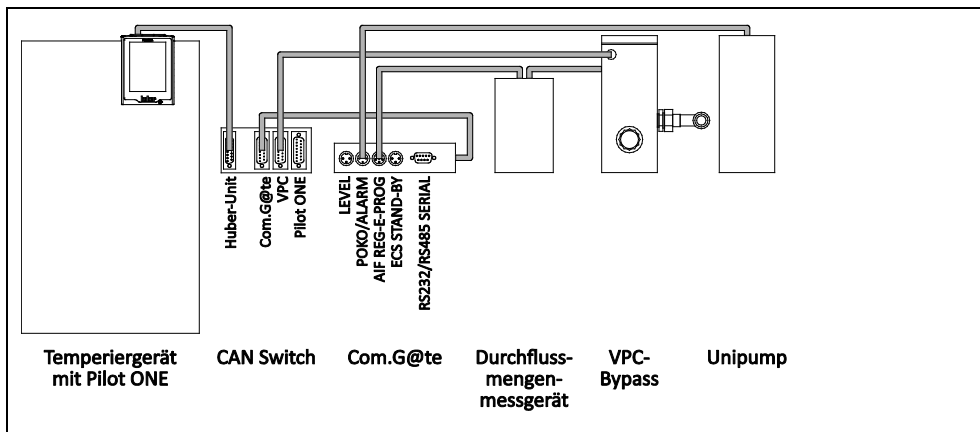 huber
Huber-Unit
Com.G@te
VPC
Pilot ONE
LEVEL
POKO/ALARM
AIF REG-E-PROG
ECS STAND-BY
RS232/RS485 SERIAL
Temperiergerät
mit Pilot ONE
CAN Switch
Com.G@te
Durchfluss-
mengen-
messgerät
VPC-
Bypass
Unipump